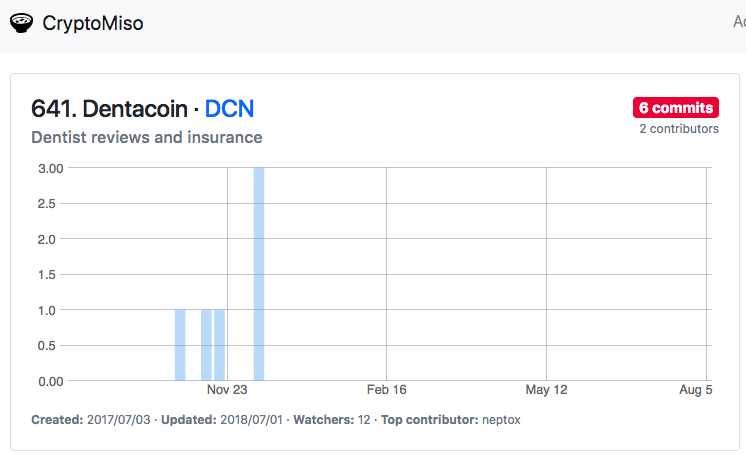 CryptoMiso
641. Dentacoin · DCN
6 commits
Dentist reviews and insurance
2 contributors
3.00
2.5
2.0
1.5
1.0
0.5
0.00
Nov 23 Feb 16 May 12 Aug 5
Created: 2017/07/03 · Updated: 2018/07/01 · Watchers: 12 · Top contributor: neptox